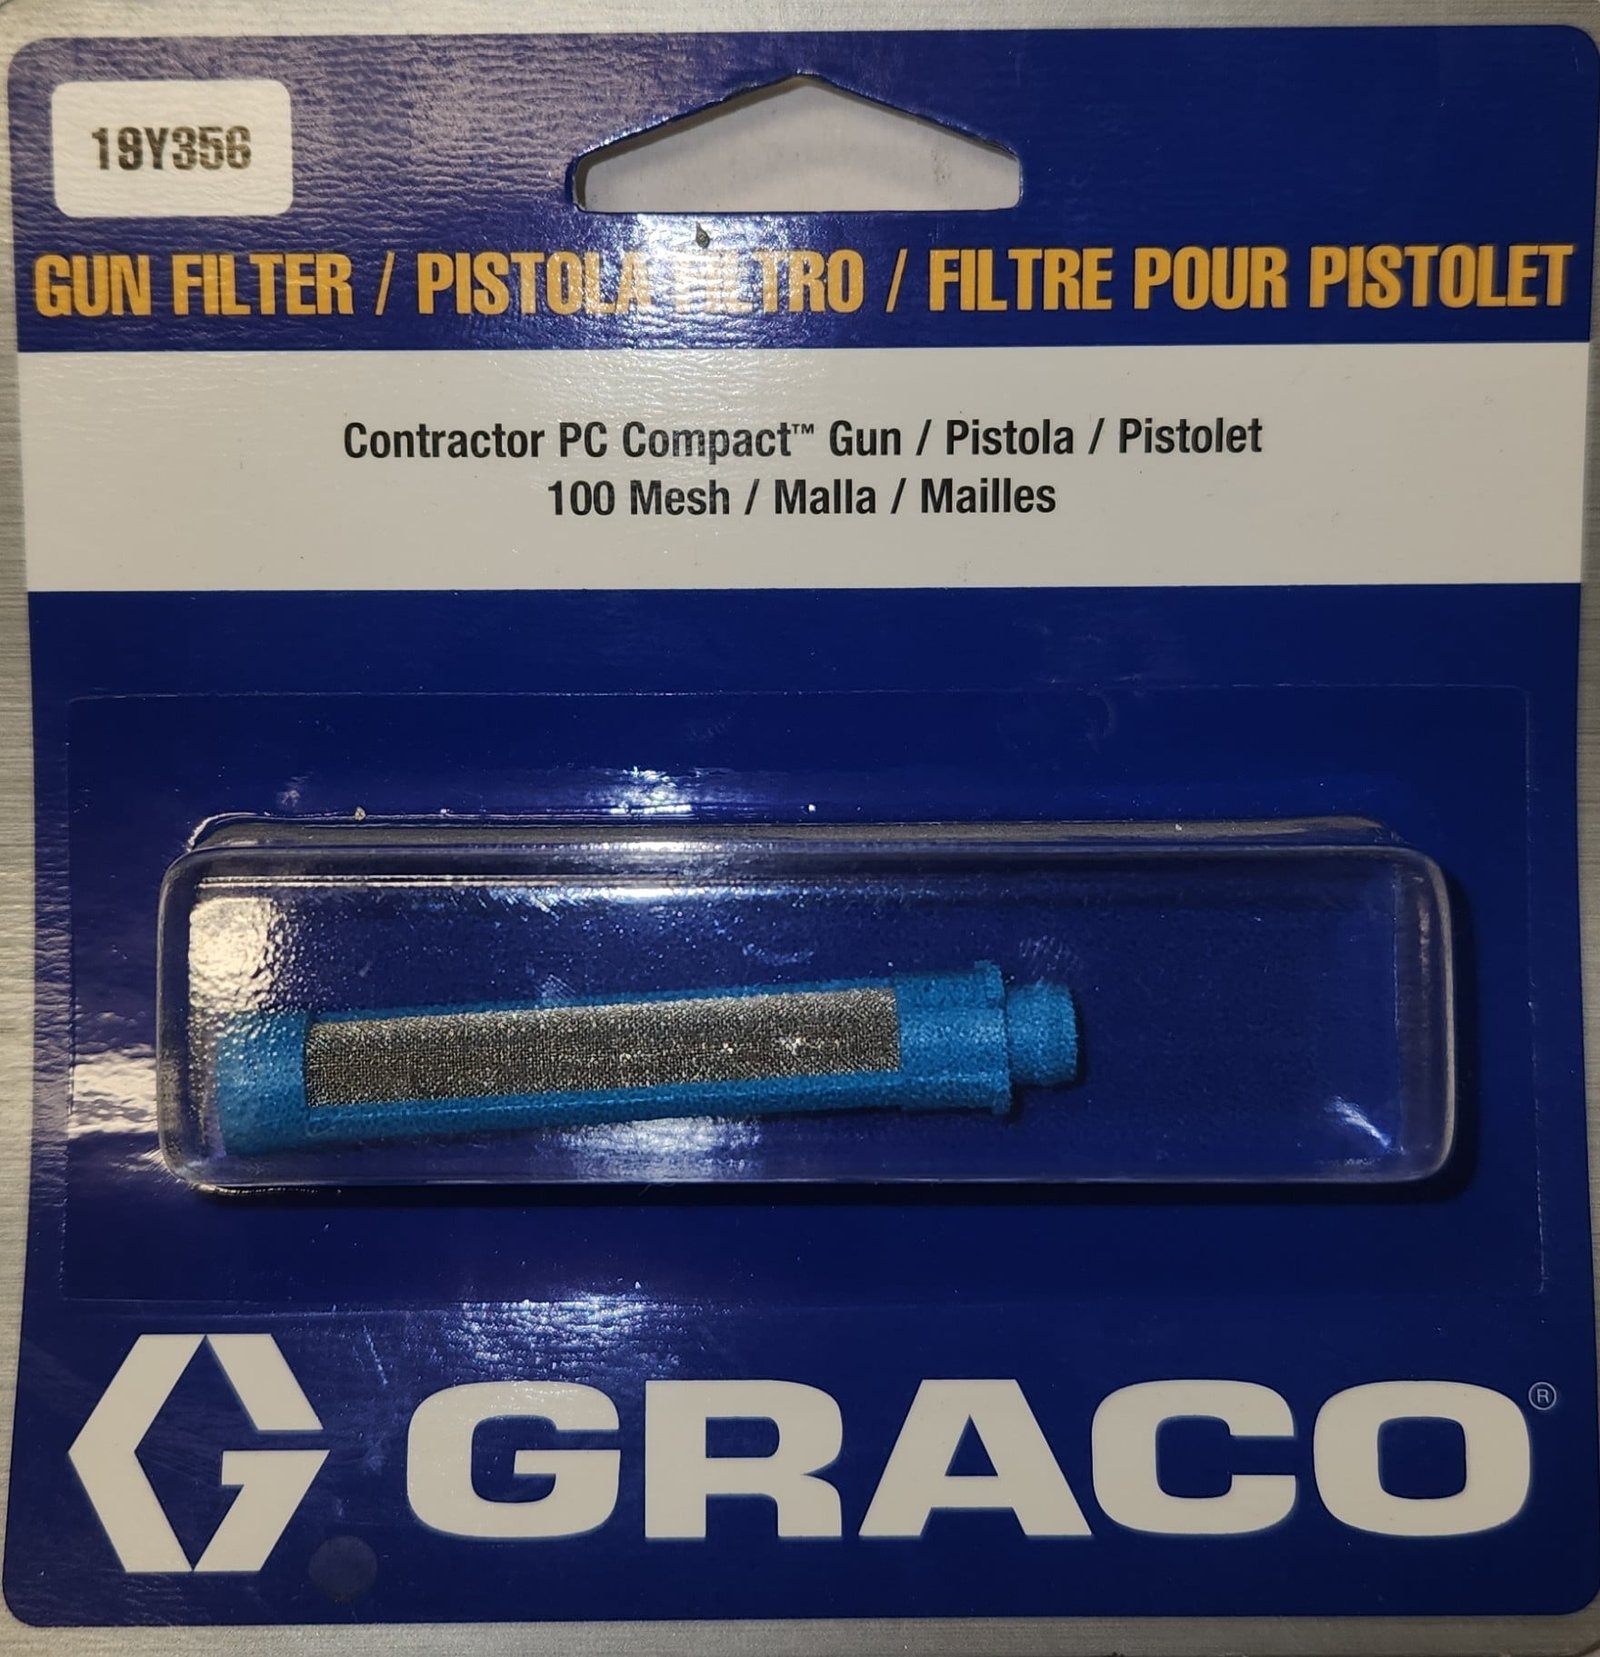 19Y356
GUN FILTER / PISTOLA FILTRO / FILTRE POUR PISTOLET
Contractor PC Compact™ Gun / Pistola / Pistolet
100 Mesh / Malla / Mailles
GRACO®